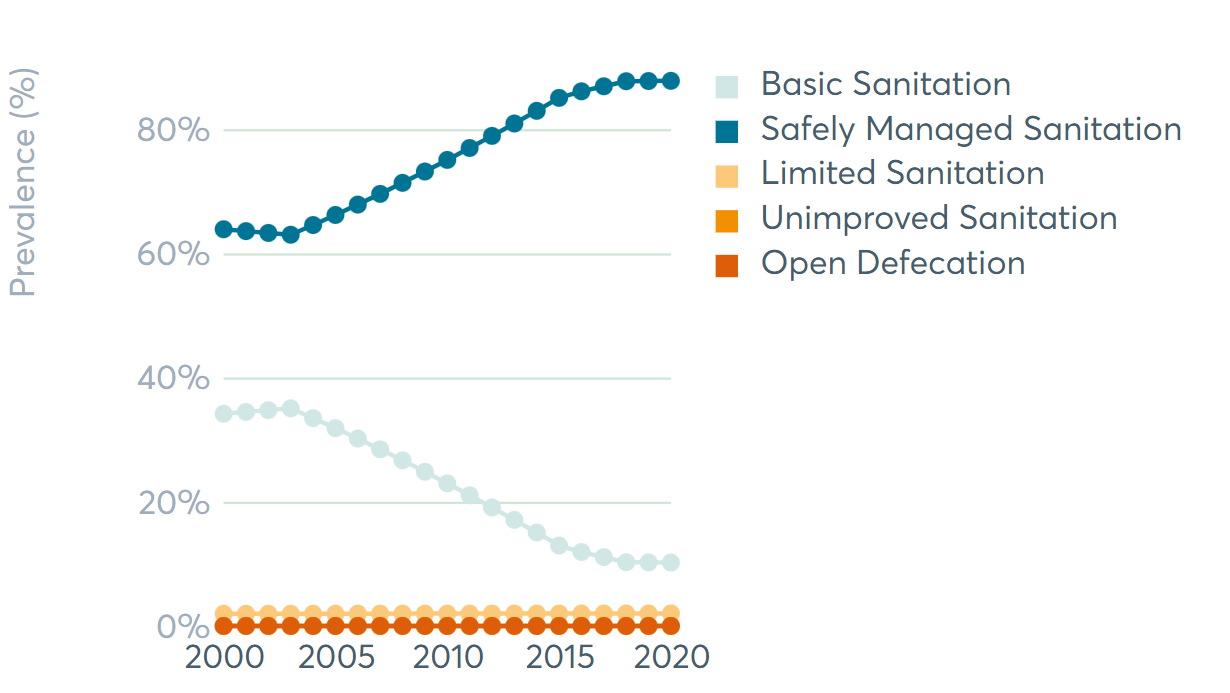 Prevalence (%)
80%
60%
40%
20%
0%
2000 2005 2010 2015 2020
Basic Sanitation
Safely Managed Sanitation
Limited Sanitation
Unimproved Sanitation
Open Defecation